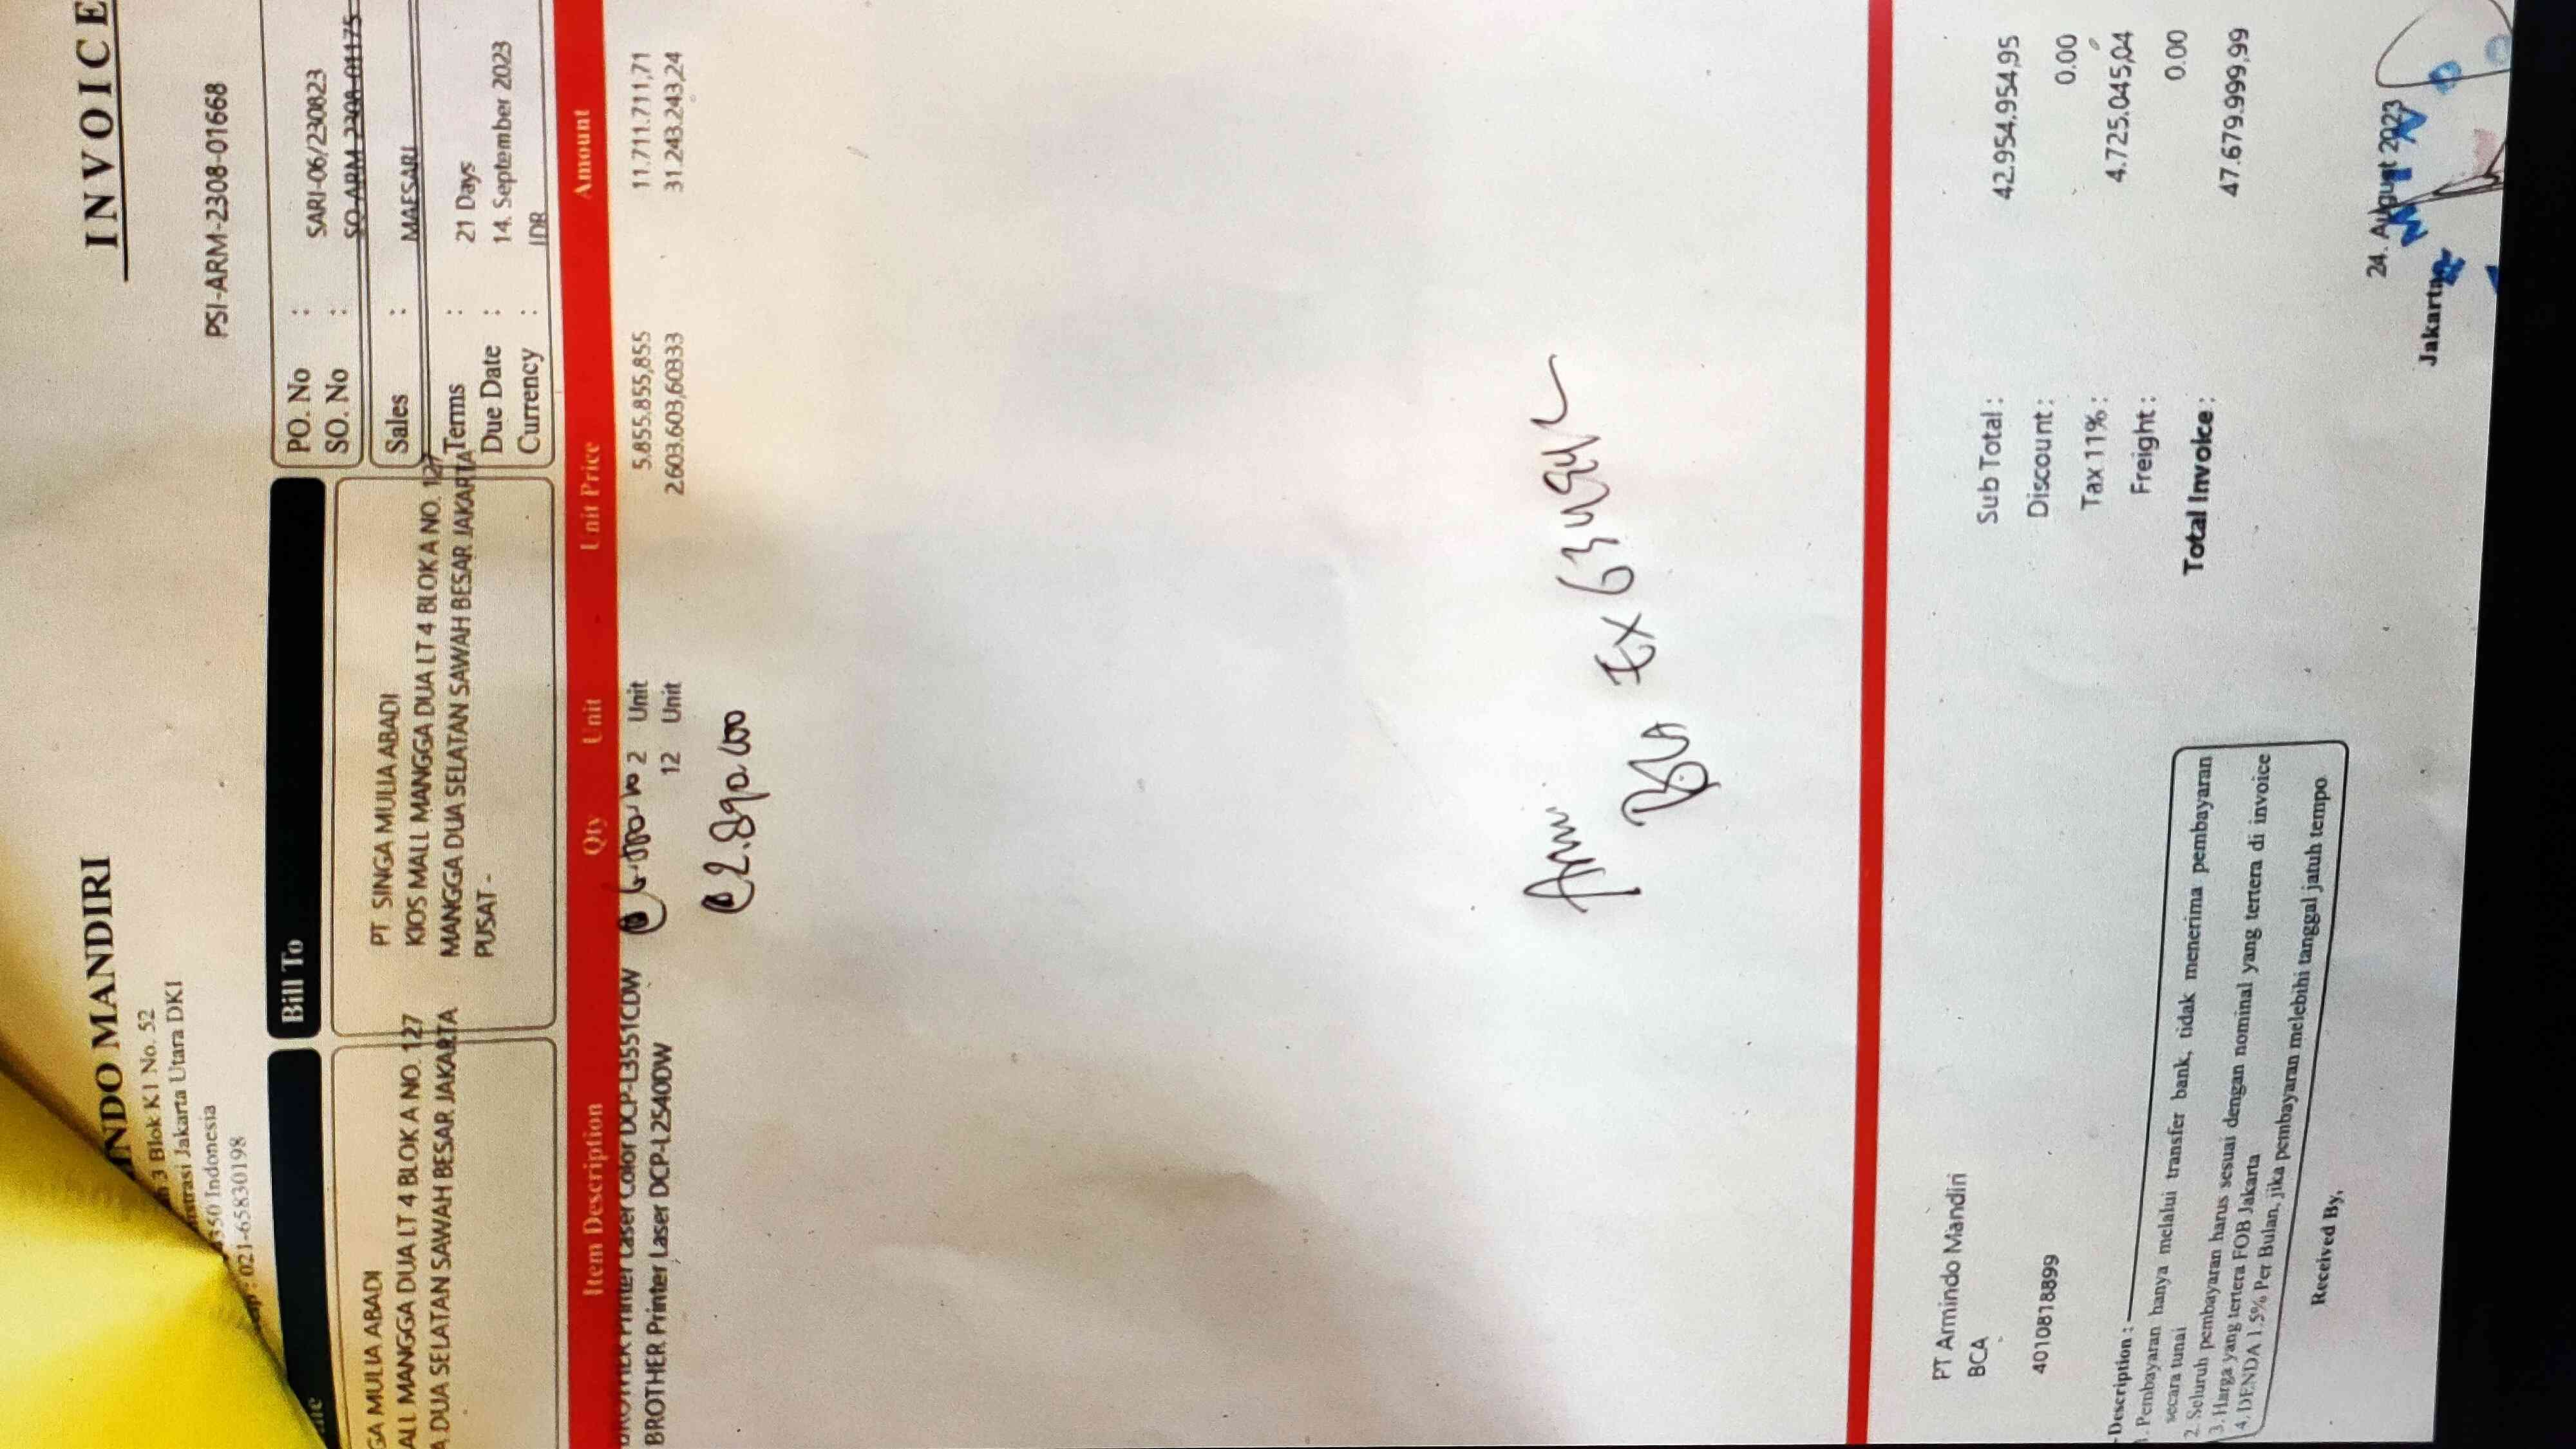 INDO MANDIRI
INVOICE
3 Blok K1 No. 52
Jakarta Utara DKI
Indonesia
: 021-65830198
PSI-ARM-2308-01668
Bill To
PO. No : SARI-06/230823
SO. No : SO-ARM-2308-01175
Sales : MAESARI
Terms : 21 Days
Due Date : 14. September 2023
Currency : IDR
GA MULIA ABADI
ALL MANGGA DUA LT 4 BLOK A NO. 127
A DUA SELATAN SAWAH BESAR JAKARTA
PT SINGA MULIA ABADI
KIOS MALL MANGGA DUA LT 4 BLOK A NO. 127
MANGGA DUA SELATAN SAWAH BESAR JAKARTA
PUSAT -
Item Description Qty Unit Unit Price Amount
BROTHER Printer Laser Color DCP-L3551CDW 2 Unit 5.855.855,855 11.711.711,71
BROTHER Printer Laser DCP-L2540DW 12 Unit 2.603.603,60333 31.243.243,24
PT Armindo Mandiri
BCA
4010818899
Sub Total : 42.954.954,95
Discount : 0.00
Tax 11% : 4.725.045,04
Freight : 0.00
Total Invoice : 47.679.999,99
Description :
1. Pembayaran hanya melalui transfer bank, tidak menerima pembayaran
secara tunai
2. Seluruh pembayaran harus sesuai dengan nominal yang tertera di invoice
3. Harga yang tertera FOB Jakarta
4. DENDA 1.5% Per Bulan, jika pembayaran melebihi tanggal jatuh tempo
Received By,
24. August 2023
Jakarta